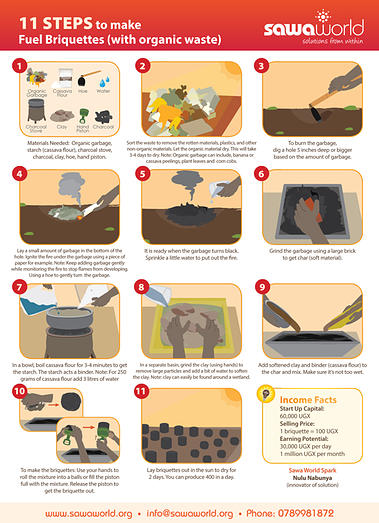 11 STEPS to make
Fuel Briquettes (with organic waste)
sawaworld
solutions from within
1
Organic
Garbage
Cassava
Flour
Hoe
Water
Charcoal
Stove
Clay
Hand
Piston
Charcoal
Materials Needed: Organic garbage,
starch (cassava flour), charcoal stove,
charcoal, clay, hoe, hand piston.
2
Sort the waste to remove the rotten materials, plastics, and other
non-organic materials. Let the organic material dry. This will take
3-4 days to dry. Note: Organic garbage can include, banana or
cassava peelings, plant leaves and corn cobs.
3
To burn the garbage,
dig a hole 5 inches deep or bigger
based on the amount of garbage.
4
Lay a small amount of garbage in the bottom of the
hole. Ignite the fire under the garbage using a piece of
paper for example. Note: Keep adding garbage gently
while monitoring the fire to stop flames from developing
Using a hoe to gently turn the garbage.
5
It is ready when the garbage turns black.
Sprinkle a little water to put out the fire.
6
Grind the garbage using a large brick
to get char (soft material).
7
In a bowl, boil cassava flour for 3-4 minutes to get
the starch. The starch acts a binder. Note: For 250
grams of cassava flour add 3 litres of water
8
In a separate basin, grind the clay (using hands) to
remove large particles and add a bit of water to soften
the clay. Note: clay can easily be found around a wetland.
9
Add softened clay and binder (cassava flour) to
the char and mix. Make sure it's not too wet.
10
To make the briquettes: Use your hands to
roll the mixture into a balls or fill the piston
full with the mixture. Release the piston to
get the briquette out.
11
Lay briquettes out in the sun to dry for
2 days. You can produce 400 in a day.
Income Facts
Start Up Capital:
60,000 UGX
Selling Price:
1 briquette = 100 UGX
Earning Potential:
30,000 UGX per day
1 million UGX per month
Sawa World Spark
Nulu Nabunya
(innovator of solution)
www.sawaworld.org • info@sawaworld.org • Phone: 0789981872